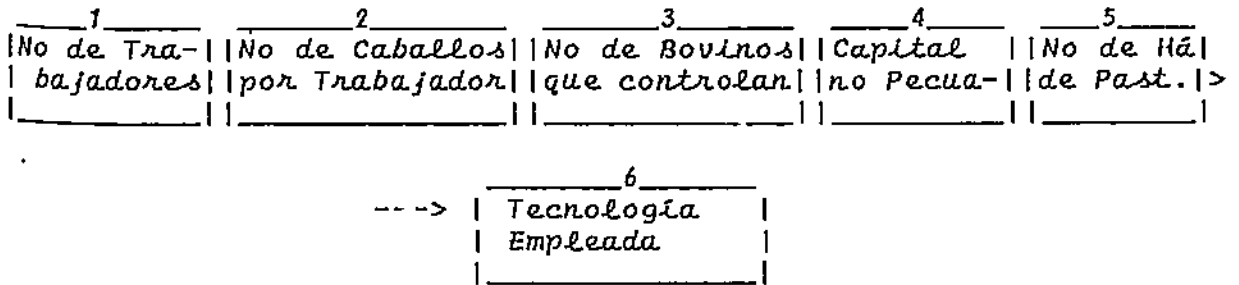 1 2 3 4 5
No de Tra- No de Caballos No de Bovinos Capital No de Há
bajadores por Trabajador que controlan no Pecua- de Past. >
6
---> Tecnología
Empleada